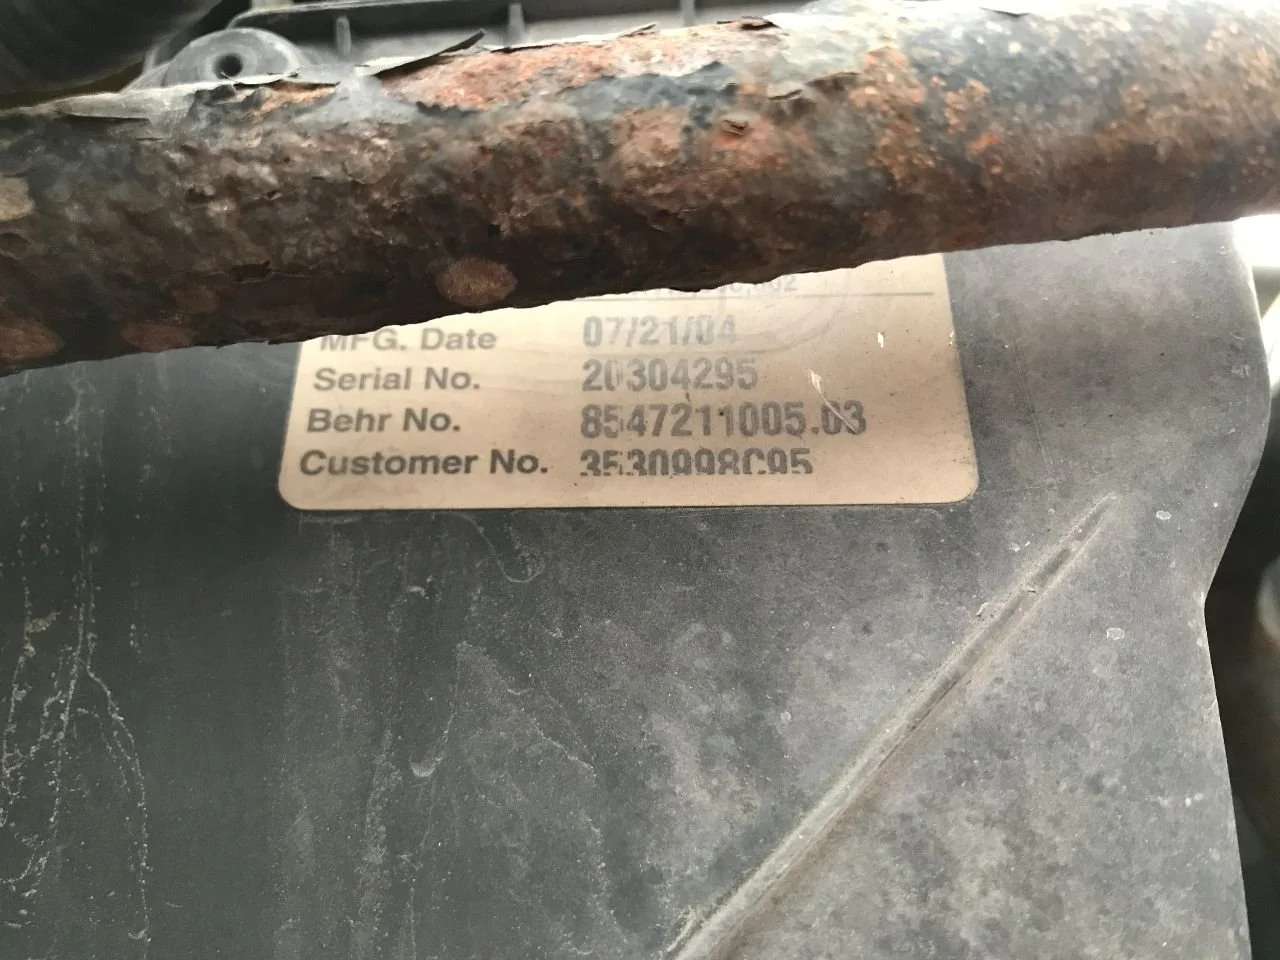 MFG. Date 07/21/04
Serial No. 20304295
Behr No. 8547211005.03
Customer No. 3530998C95